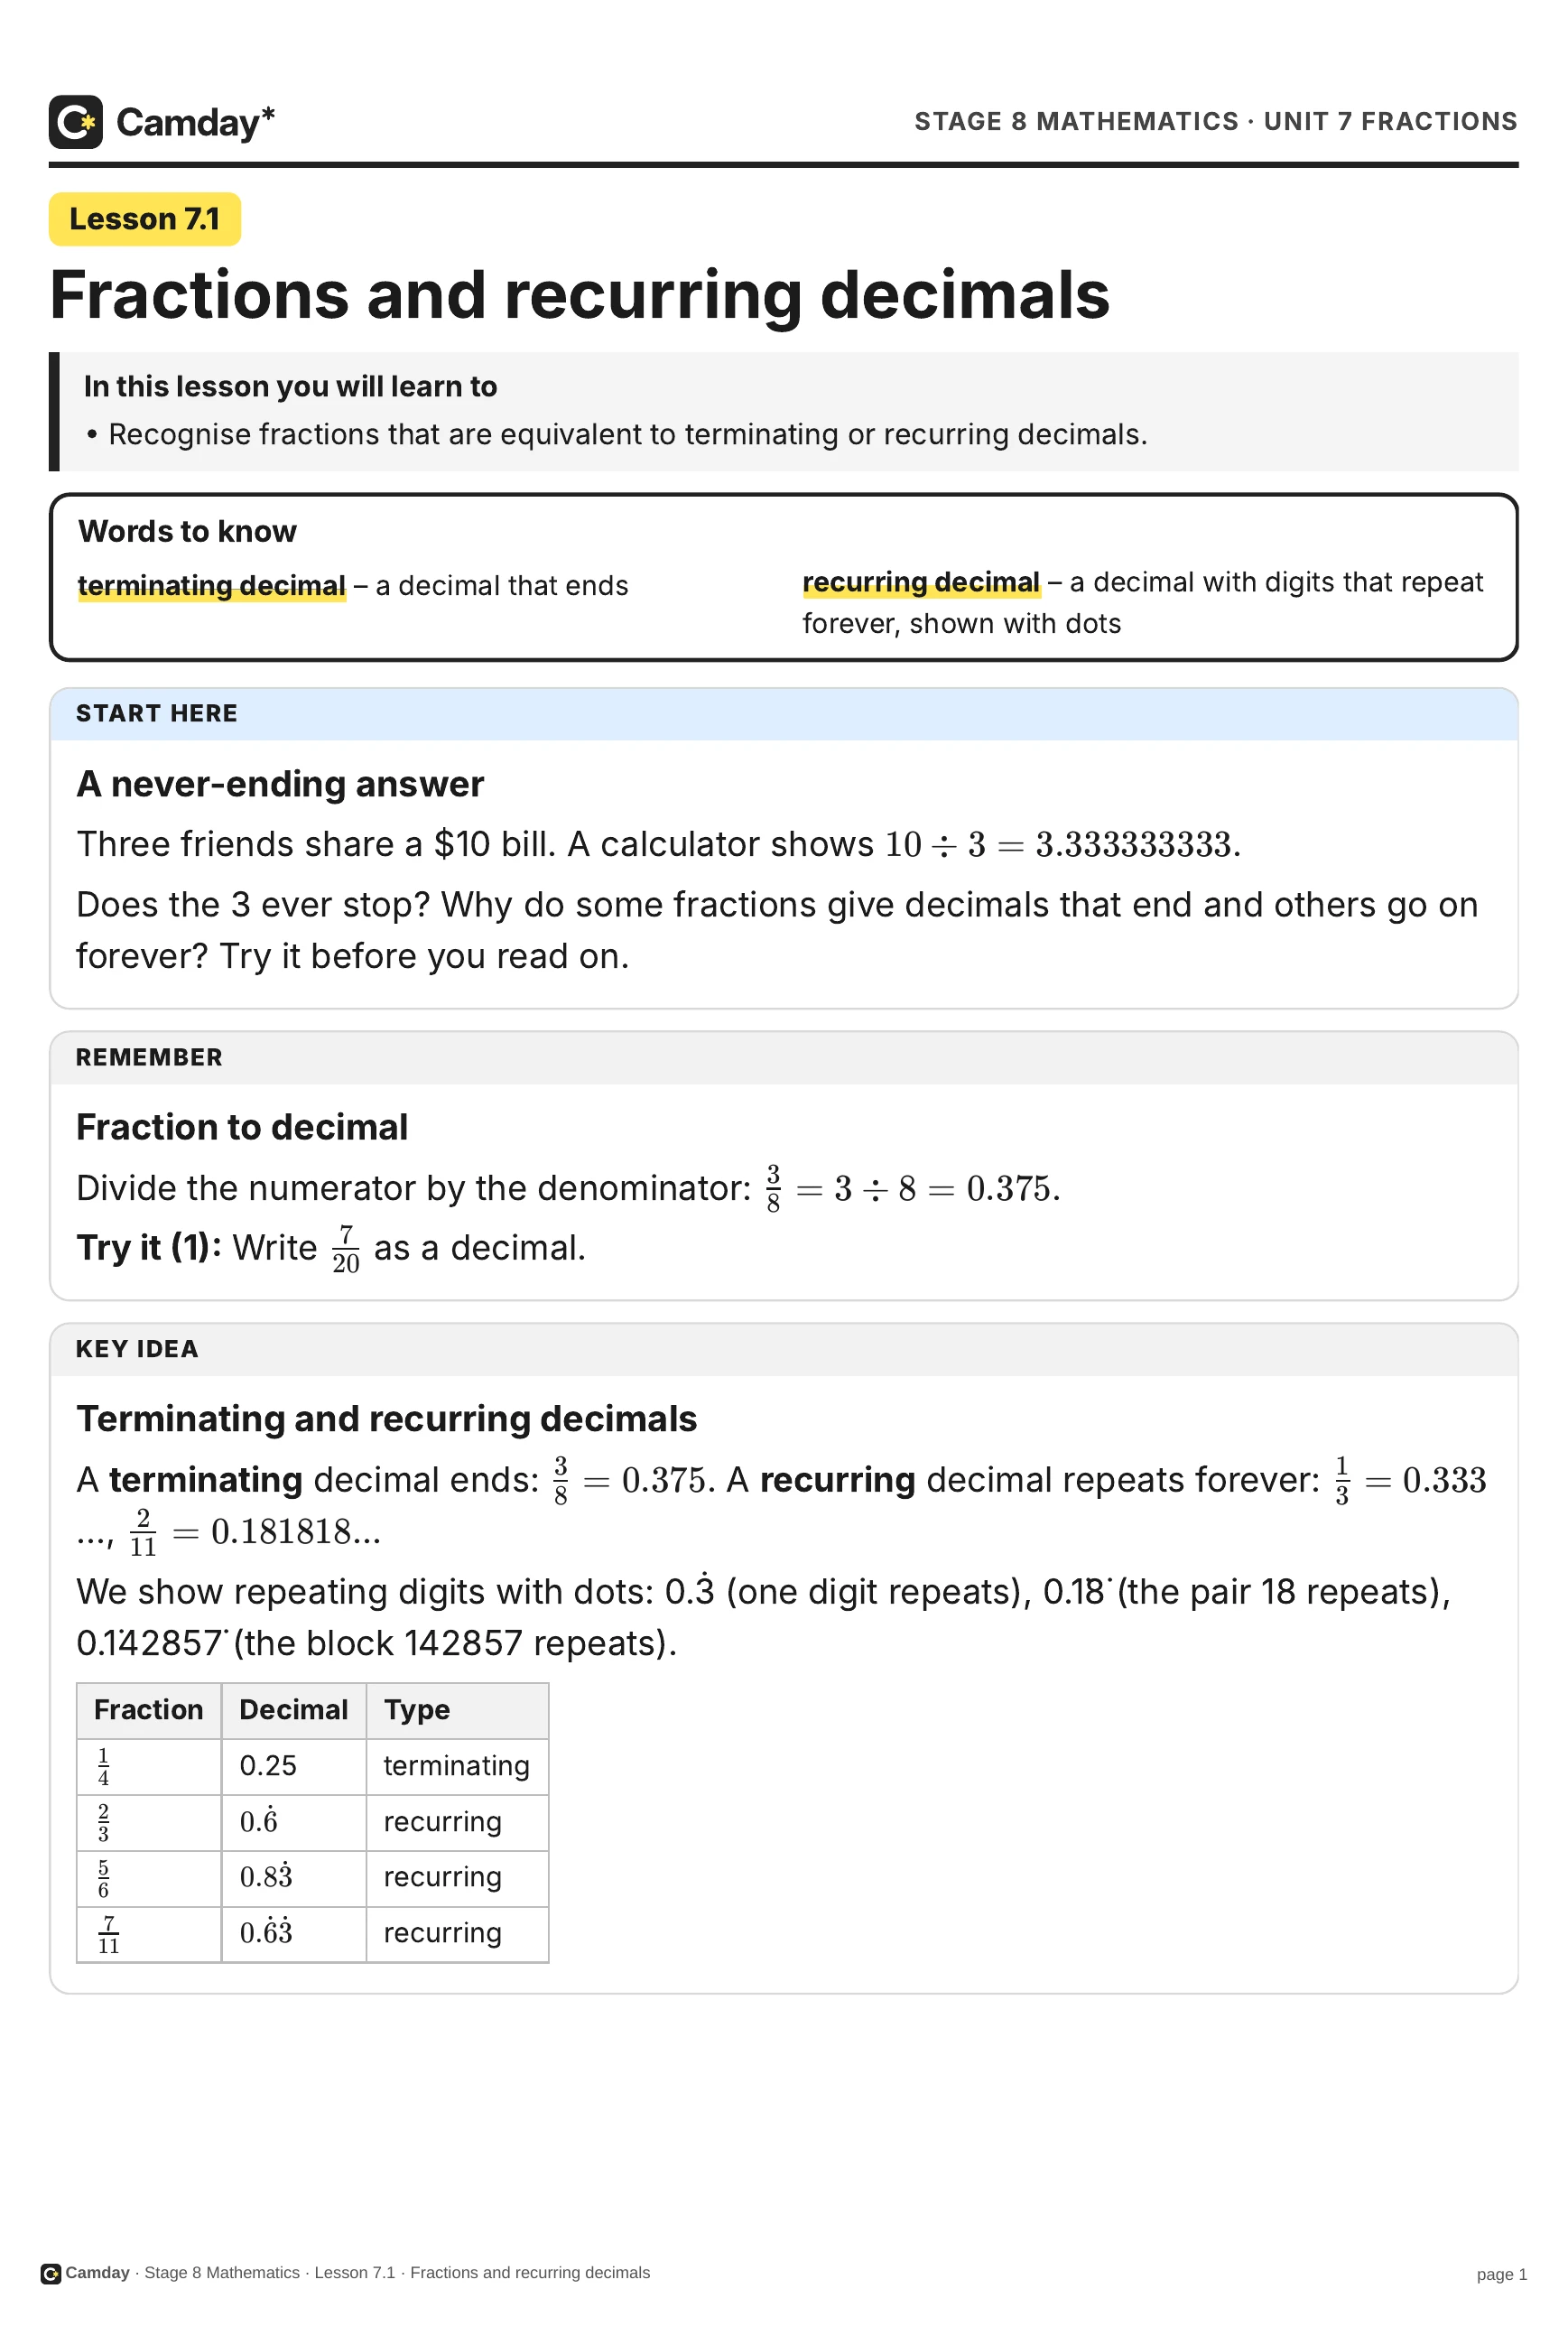 Camday*
STAGE 8 MATHEMATICS · UNIT 7 FRACTIONS
Lesson 7.1
Fractions and recurring decimals
In this lesson you will learn to
• Recognise fractions that are equivalent to terminating or recurring decimals.
Words to know
terminating decimal – a decimal that ends
recurring decimal – a decimal with digits that repeat
forever, shown with dots
START HERE
A never-ending answer
Three friends share a $10 bill. A calculator shows 10 ÷ 3 = 3.333333333.
Does the 3 ever stop? Why do some fractions give decimals that end and others go on
forever? Try it before you read on.
REMEMBER
Fraction to decimal
Divide the numerator by the denominator: 3/8 = 3 ÷ 8 = 0.375.
Try it (1): Write 7/20 as a decimal.
KEY IDEA
Terminating and recurring decimals
A terminating decimal ends: 3/8 = 0.375. A recurring decimal repeats forever: 1/3 = 0.333
…, 2/11 = 0.181818…
We show repeating digits with dots: 0.3̇ (one digit repeats), 0.1̇8̇ (the pair 18 repeats),
0.1̇42857̇ (the block 142857 repeats).
Fraction Decimal Type
1/4 0.25 terminating
2/3 0.6̇ recurring
5/6 0.83̇ recurring
7/11 0.6̇3̇ recurring
Camday · Stage 8 Mathematics · Lesson 7.1 · Fractions and recurring decimals
page 1